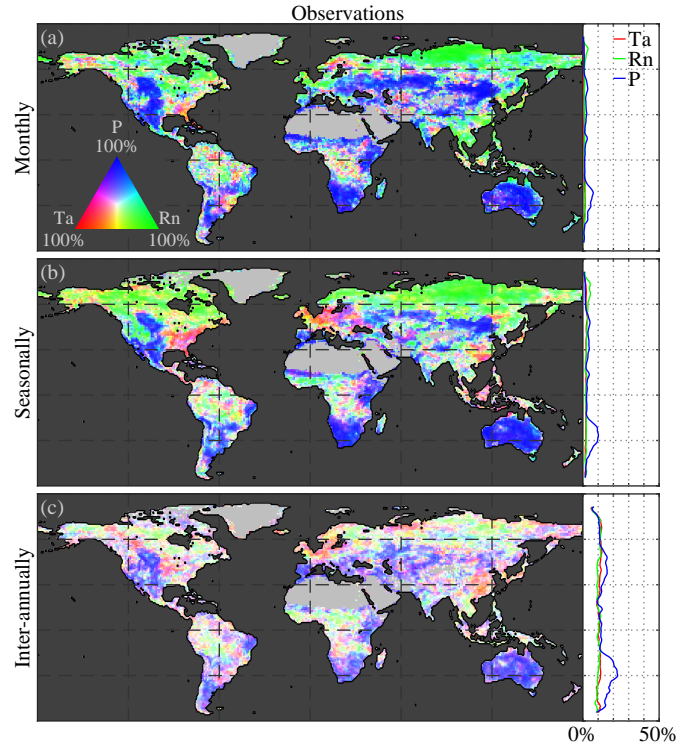 Observations
(a)
Monthly
P
100%
Ta
Rn
100%
100%
Ta
Rn
P
(b)
Seasonally
(c)
Inter-annually
0%
50%